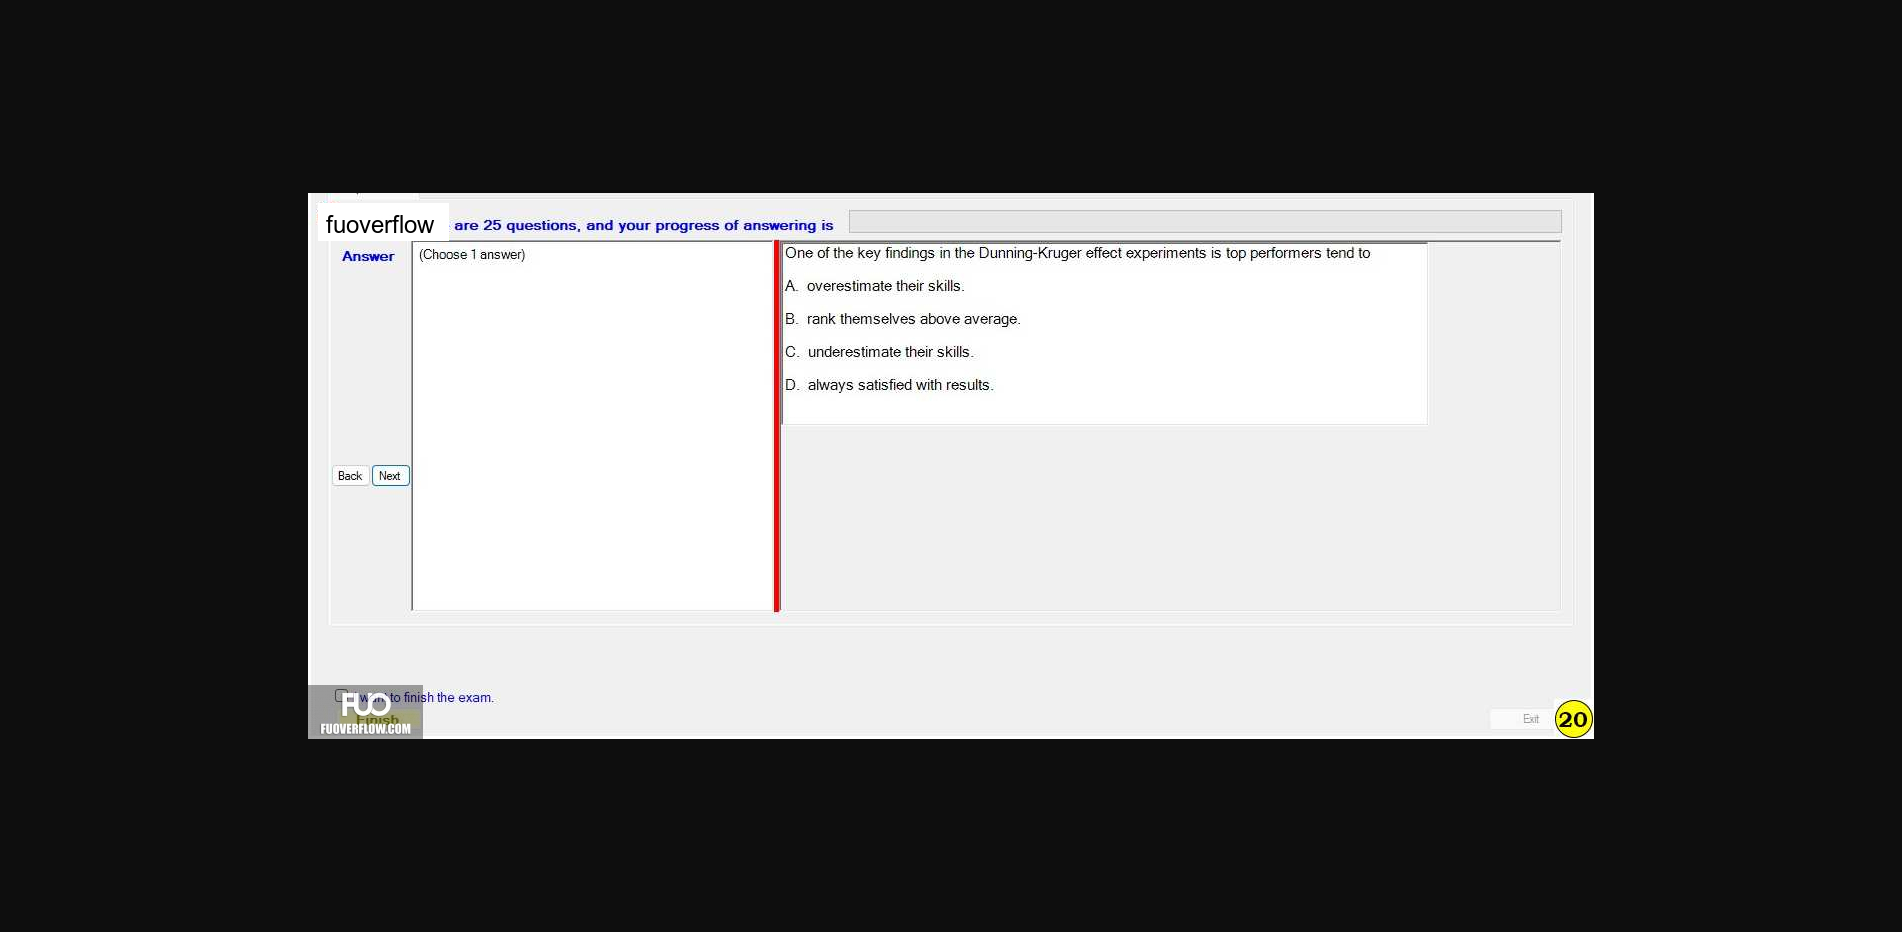 fuoverflow are 25 questions, and your progress of answering is
Answer
(Choose 1 answer)
One of the key findings in the Dunning-Kruger effect experiments is top performers tend to
A. overestimate their skills.
B. rank themselves above average.
C. underestimate their skills.
D. always satisfied with results.
Back Next
want to finish the exam.
Finish
FUO
FUOVERFLOW.COM
Exit
20